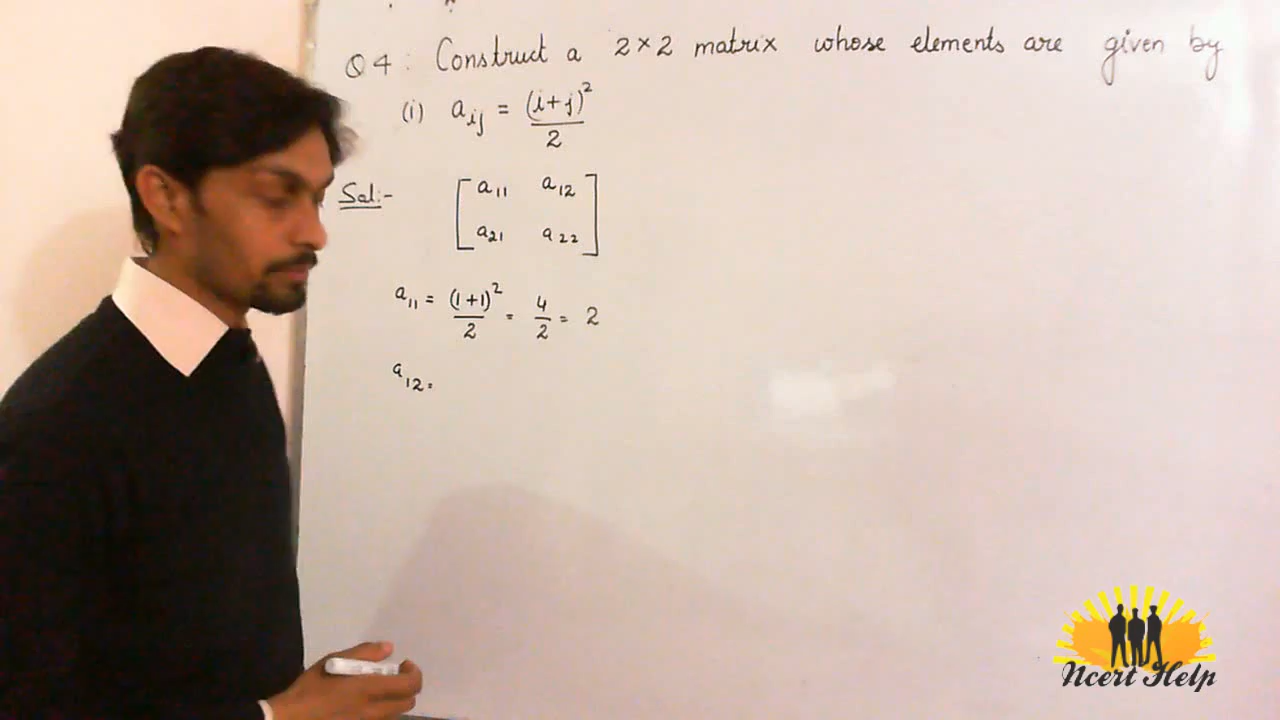 Q4: Construct a 2×2 matrix whose elements are given by
(i) a_ij = (i+j)²/2
Sol:-
[a₁₁ a₁₂
a₂₁ a₂₂]
a₁₁ = (1+1)²/2 = 4/2 = 2
a₁₂ =
Ncert Help